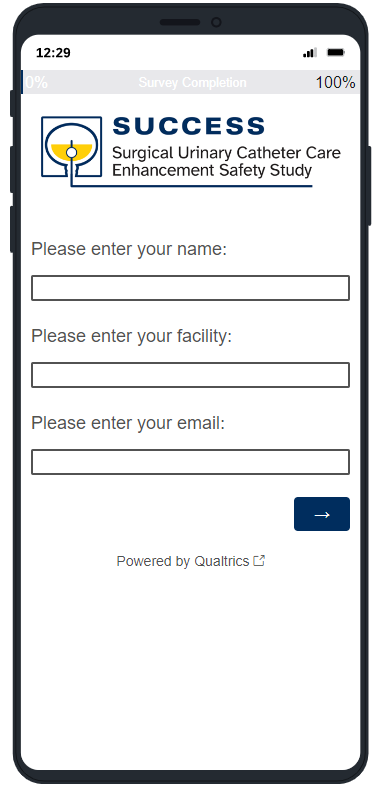 12:29
0% Survey Completion 100%
SUCCESS
Surgical Urinary Catheter Care
Enhancement Safety Study
Please enter your name:
Please enter your facility:
Please enter your email:
→
Powered by Qualtrics